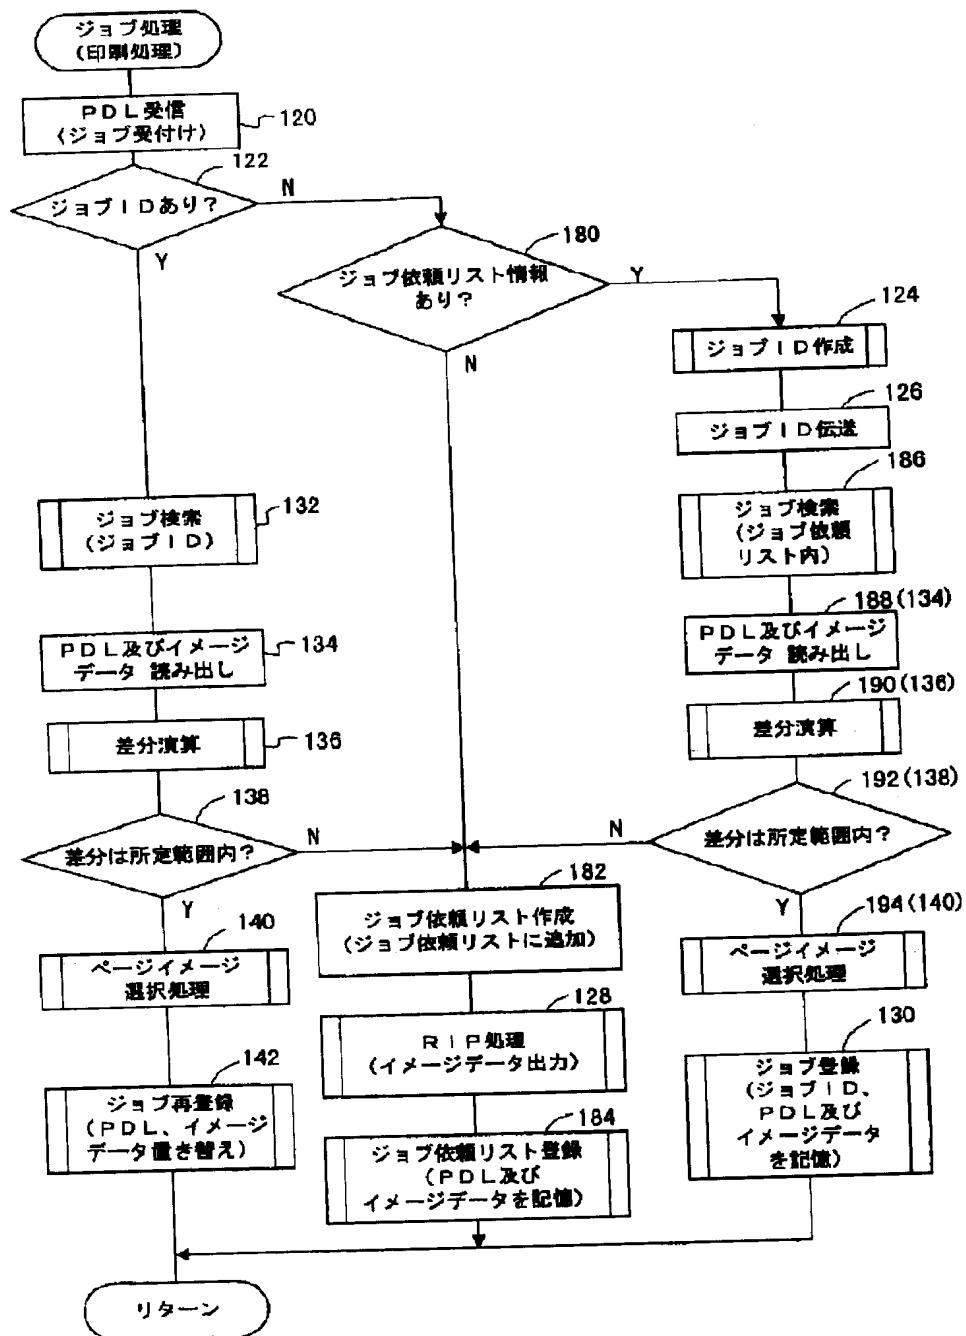 ジョブ処理
(印刷処理)
PDL受信
(ジョブ受付け)
120
122
ジョブIDあり?
N
Y
180
ジョブ依頼リスト情報
あり?
Y
N
124
ジョブID作成
126
ジョブID伝送
186
ジョブ検索
(ジョブ依頼
リスト内)
132
ジョブ検索
(ジョブID)
188(134)
PDL及びイメージ
データ 読み出し
134
PDL及びイメージ
データ 読み出し
190(136)
差分演算
136
差分演算
138
差分は所定範囲内?
N
Y
192(138)
差分は所定範囲内?
N
Y
182
ジョブ依頼リスト作成
(ジョブ依頼リストに追加)
140
ページイメージ
選択処理
194(140)
ページイメージ
選択処理
128
RIP処理
(イメージデータ出力)
130
ジョブ登録
(ジョブID、
PDL及び
イメージデータ
を記憶)
142
ジョブ再登録
(PDL、イメージ
データ置き替え)
184
ジョブ依頼リスト登録
(PDL及び
イメージデータを記憶)
リターン